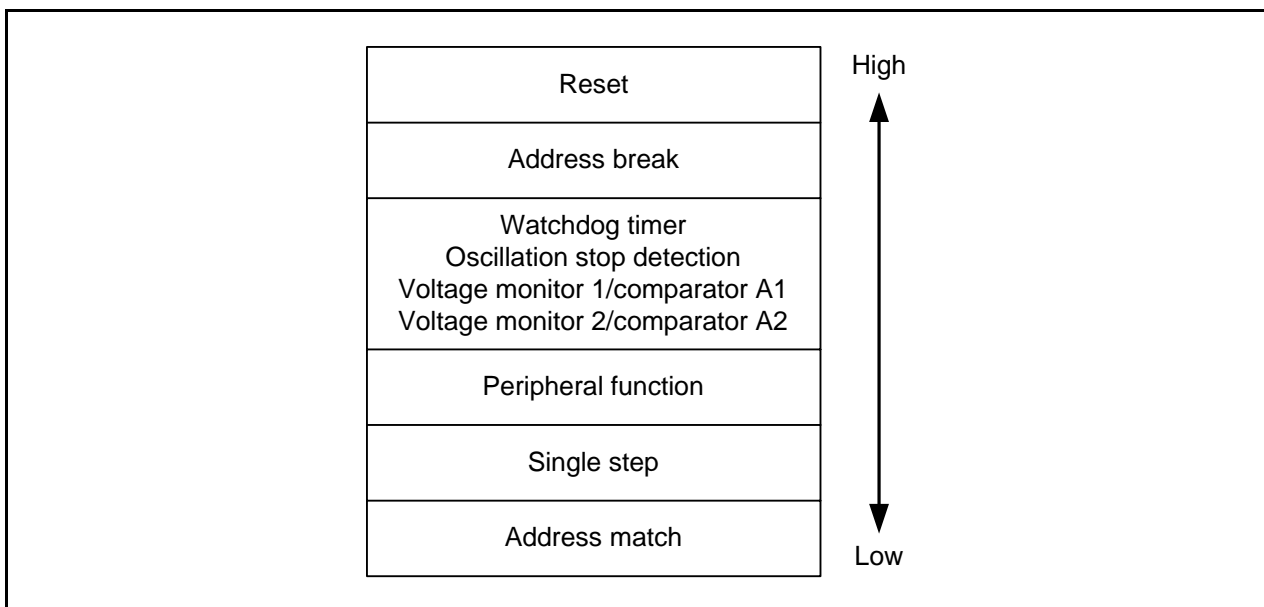 Reset
High
Address break
Watchdog timer
Oscillation stop detection
Voltage monitor 1/comparator A1
Voltage monitor 2/comparator A2
Peripheral function
Single step
Address match
Low